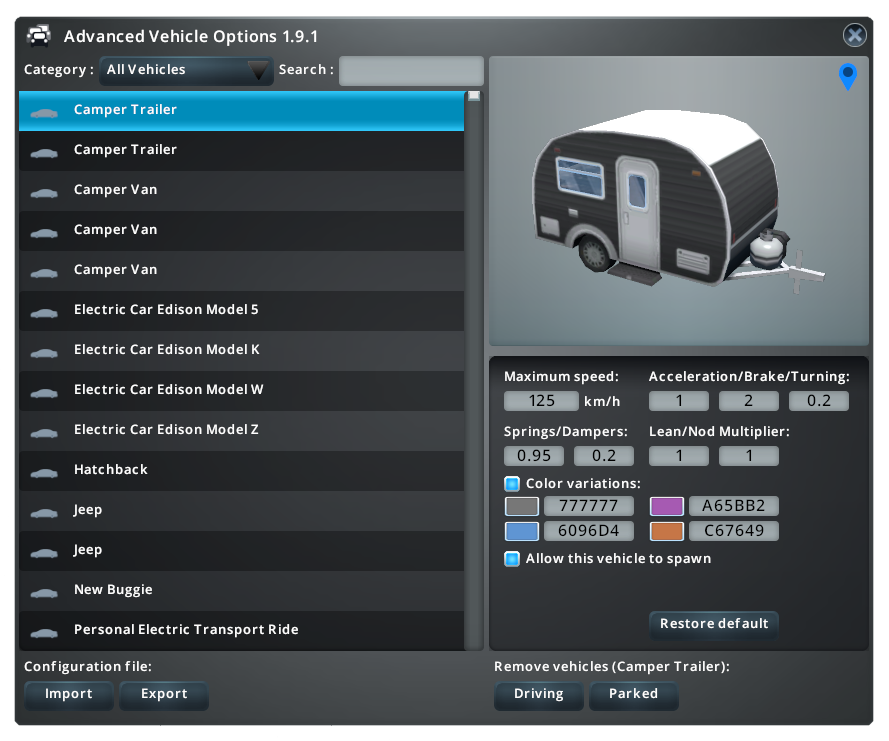 Advanced Vehicle Options 1.9.1
Category : All Vehicles Search :
Camper Trailer
Camper Trailer
Camper Van
Camper Van
Camper Van
Electric Car Edison Model 5
Electric Car Edison Model K
Electric Car Edison Model W
Electric Car Edison Model Z
Hatchback
Jeep
Jeep
New Buggie
Personal Electric Transport Ride
Maximum speed: Acceleration/Brake/Turning:
125 km/h 1 2 0.2
Springs/Dampers: Lean/Nod Multiplier:
0.95 0.2 1 1
Color variations:
777777 A65BB2
6096D4 C67649
Allow this vehicle to spawn
Restore default
Configuration file: Remove vehicles (Camper Trailer):
Import Export Driving Parked